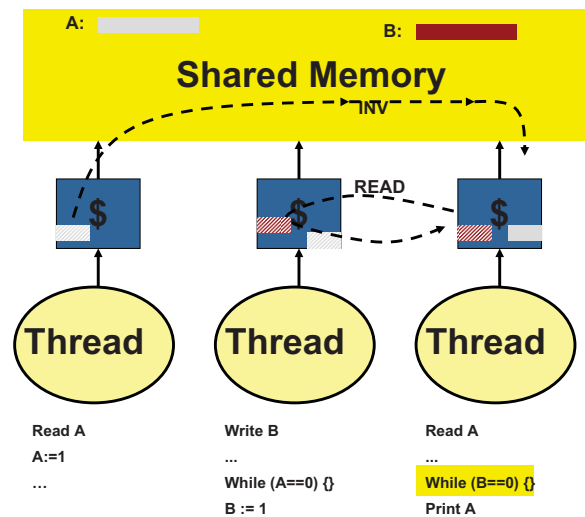 A:
B:
Shared Memory
INV
READ
$ $ $
Thread Thread Thread
Read A
A:=1
…
Write B
...
While (A==0) {}
B := 1
Read A
...
While (B==0) {}
Print A